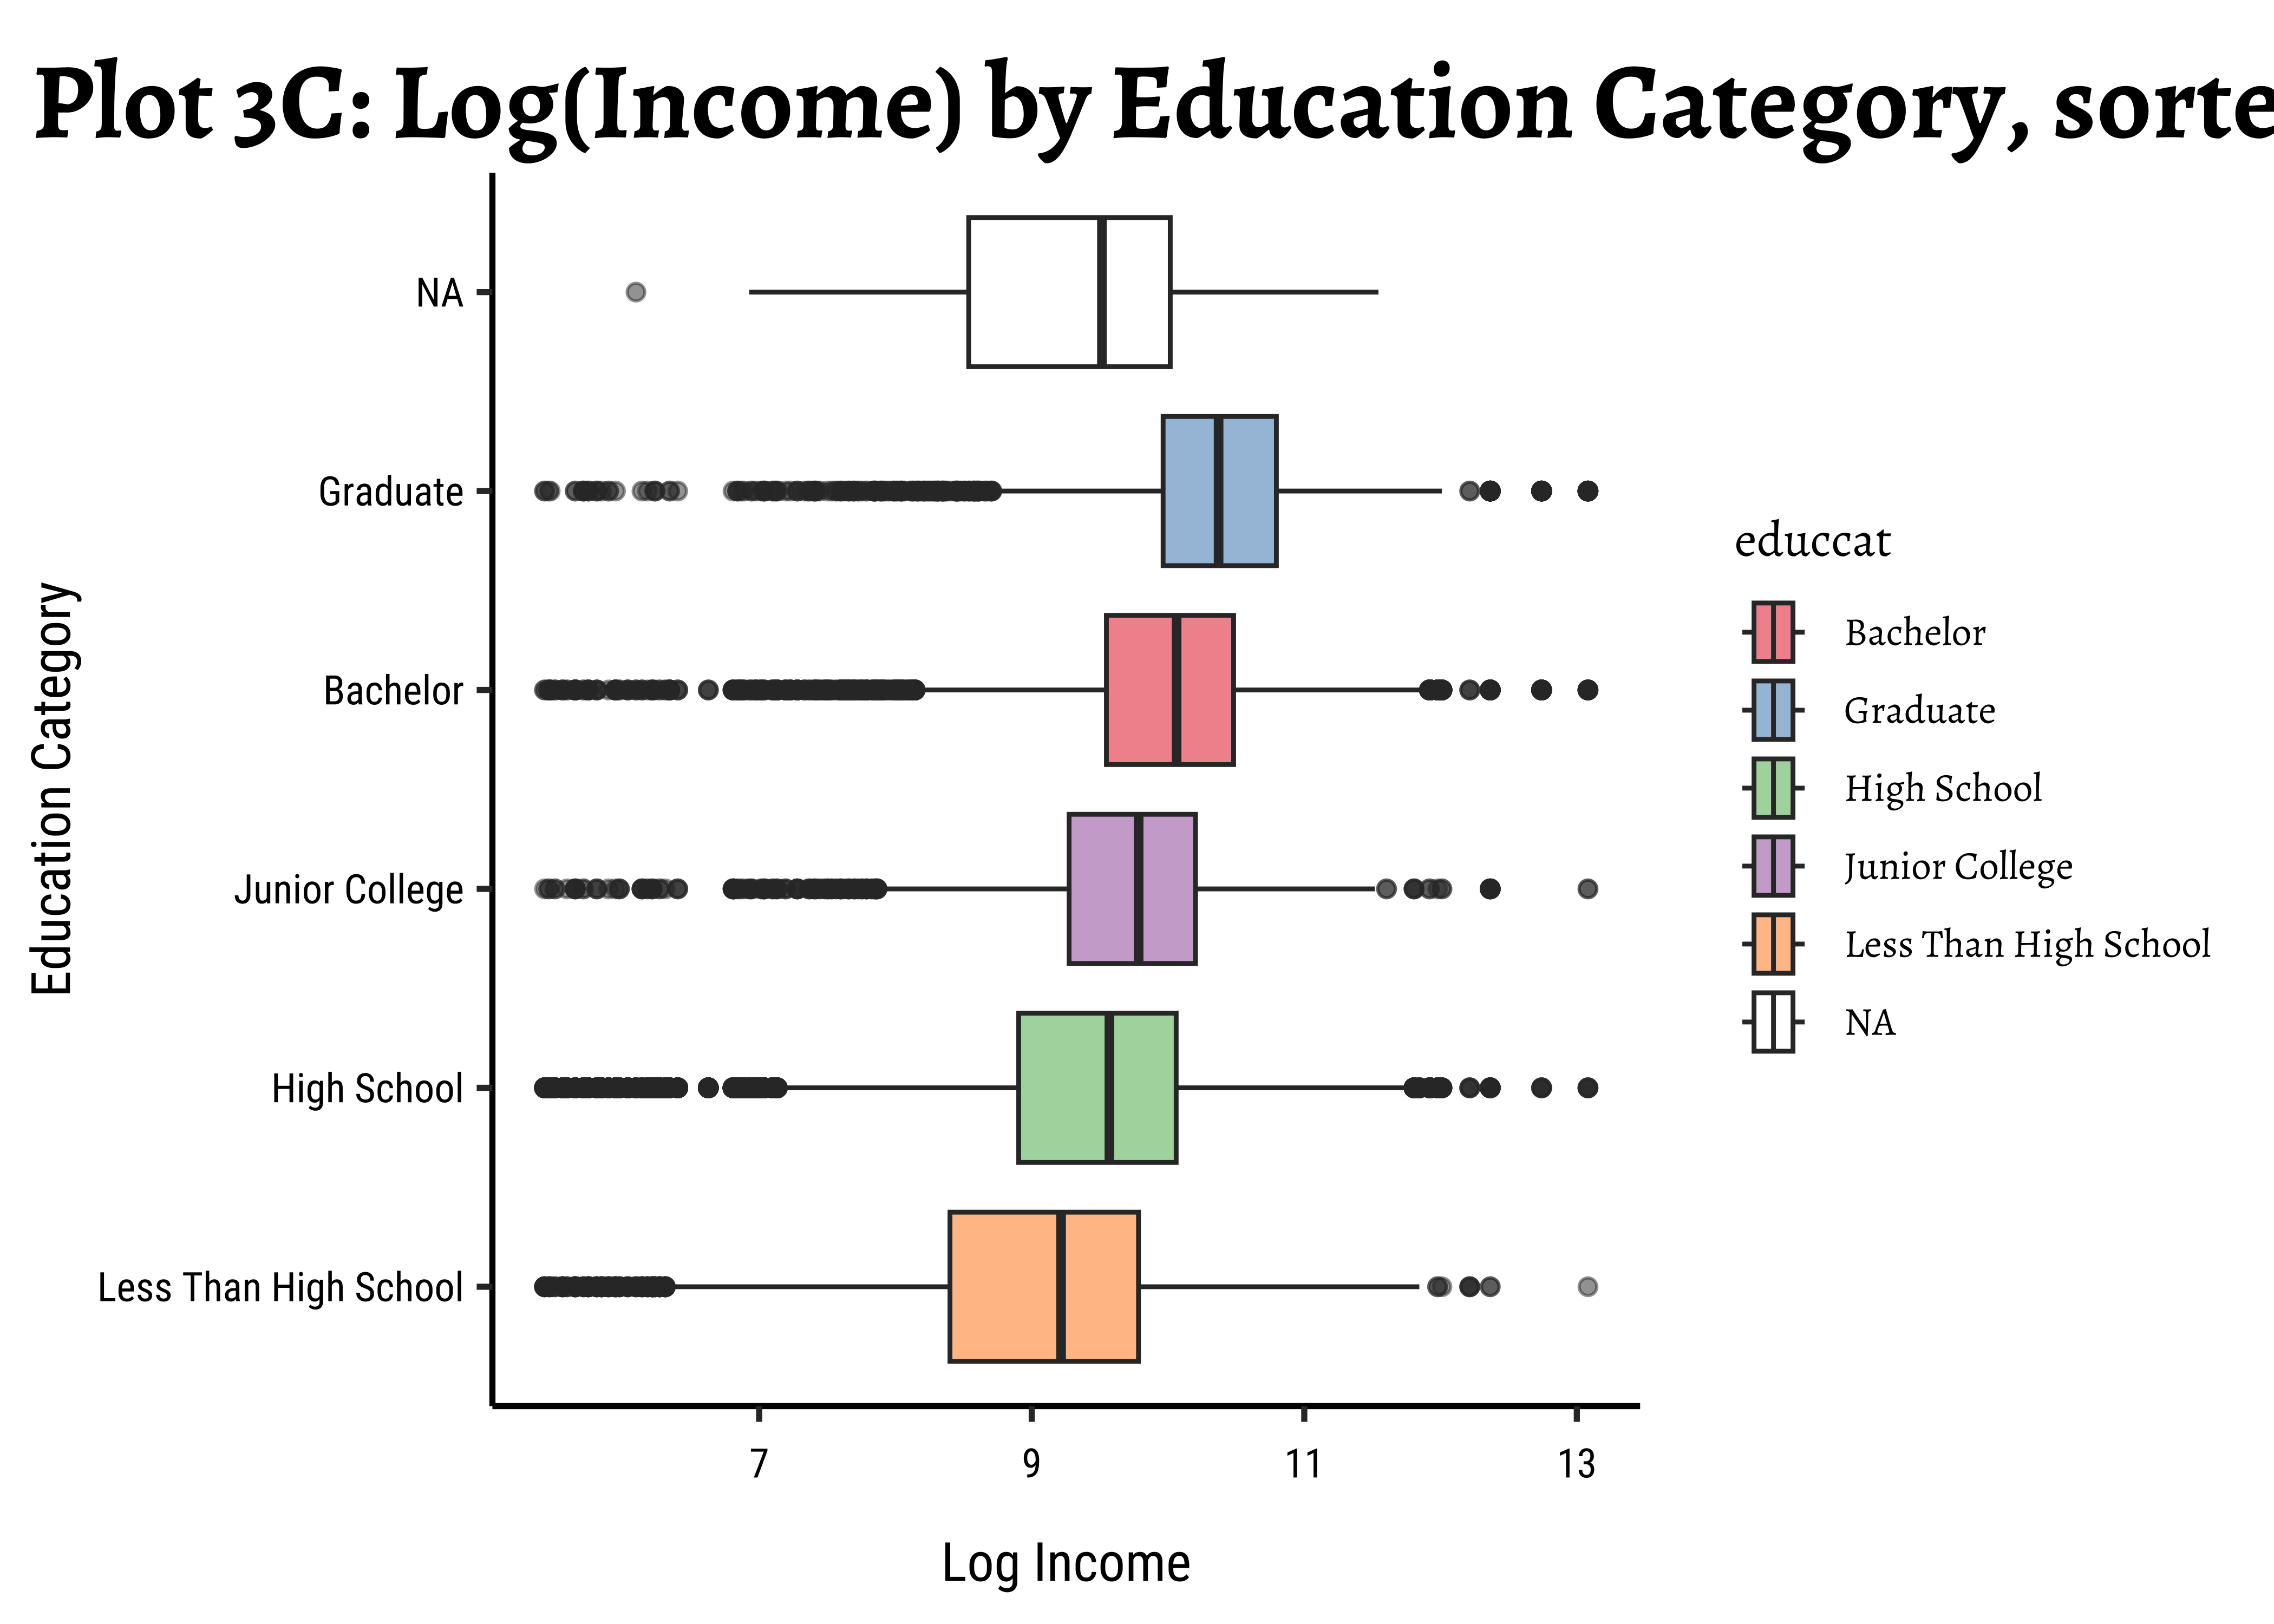 Plot 3C: Log(Income) by Education Category, sorte
NA
Graduate
Bachelor
Junior College
High School
Less Than High School
Education Category
7 9 11 13
Log Income
educcat
Bachelor
Graduate
High School
Junior College
Less Than High School
NA